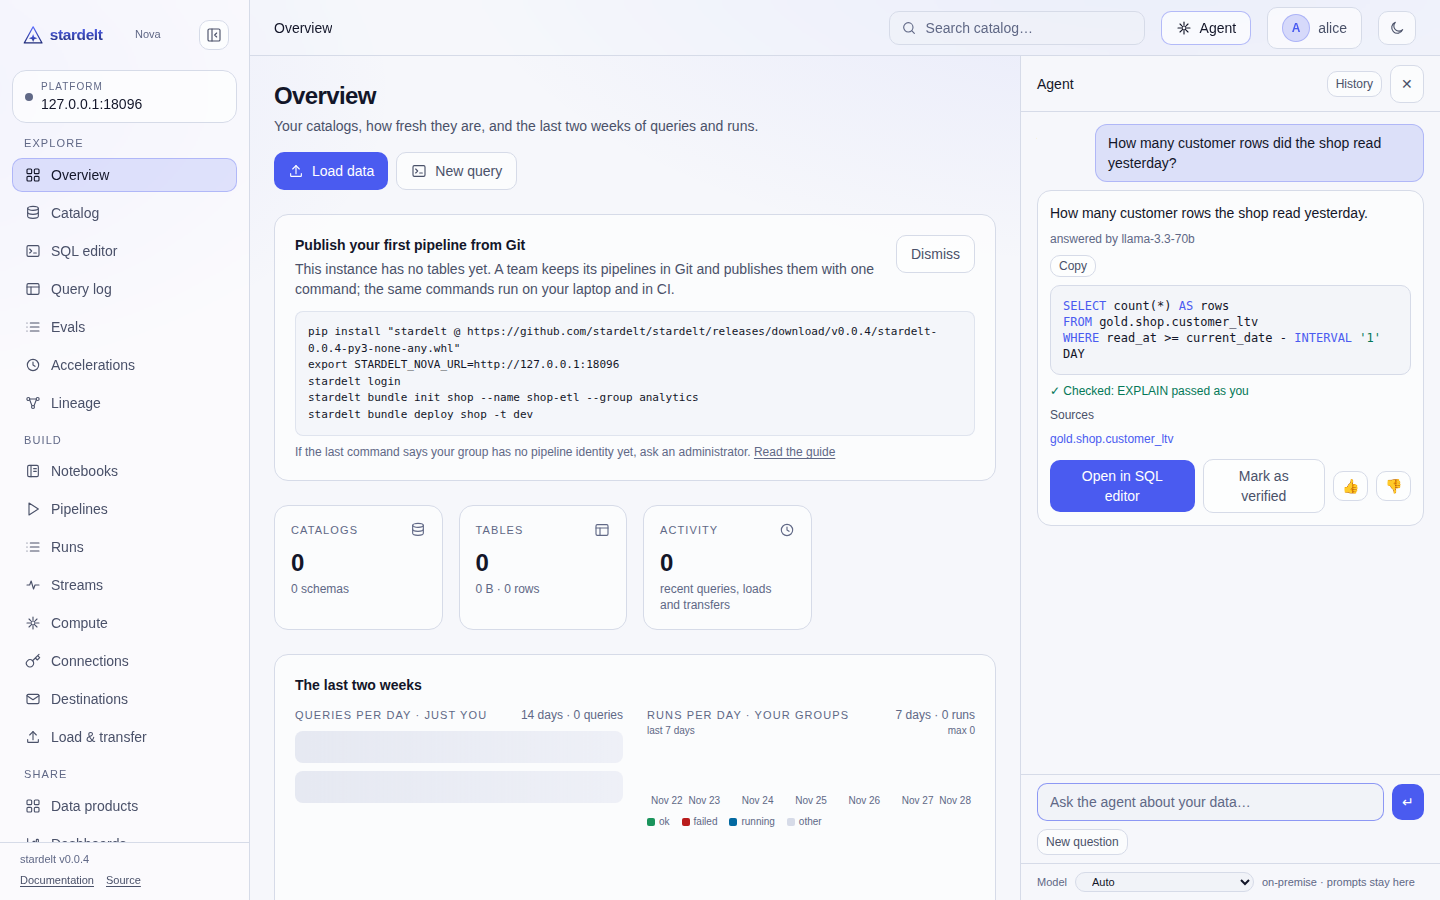 stardelt
Nova
PLATFORM
127.0.0.1:18096
EXPLORE
Overview
Catalog
SQL editor
Query log
Evals
Accelerations
Lineage
BUILD
Notebooks
Pipelines
Runs
Streams
Compute
Connections
Destinations
Load & transfer
SHARE
Data products
Dashboards
stardelt v0.0.4
Documentation Source
Overview
Search catalog…
Agent
A alice
Overview
Your catalogs, how fresh they are, and the last two weeks of queries and runs.
Load data
New query
Publish your first pipeline from Git
This instance has no tables yet. A team keeps its pipelines in Git and publishes them with one
command; the same commands run on your laptop and in CI.
Dismiss
pip install "stardelt @ https://github.com/stardelt/stardelt/releases/download/v0.0.4/stardelt-
0.0.4-py3-none-any.whl"
export STARDELT_NOVA_URL=http://127.0.0.1:18096
stardelt login
stardelt bundle init shop --name shop-etl --group analytics
stardelt bundle deploy shop -t dev
If the last command says your group has no pipeline identity yet, ask an administrator. Read the guide
CATALOGS
0
0 schemas
TABLES
0
0 B · 0 rows
ACTIVITY
0
recent queries, loads
and transfers
The last two weeks
QUERIES PER DAY · JUST YOU
14 days · 0 queries
RUNS PER DAY · YOUR GROUPS
7 days · 0 runs
last 7 days
max 0
Nov 22 Nov 23 Nov 24 Nov 25 Nov 26 Nov 27 Nov 28
ok failed running other
Agent
History
✕
How many customer rows did the shop read
yesterday?
How many customer rows the shop read yesterday.
answered by llama-3.3-70b
Copy
SELECT count(*) AS rows
FROM gold.shop.customer_ltv
WHERE read_at >= current_date - INTERVAL '1'
DAY
✓ Checked: EXPLAIN passed as you
Sources
gold.shop.customer_ltv
Open in SQL
editor
Mark as
verified
👍 👎
Ask the agent about your data…
↵
New question
Model
Auto
on-premise · prompts stay here